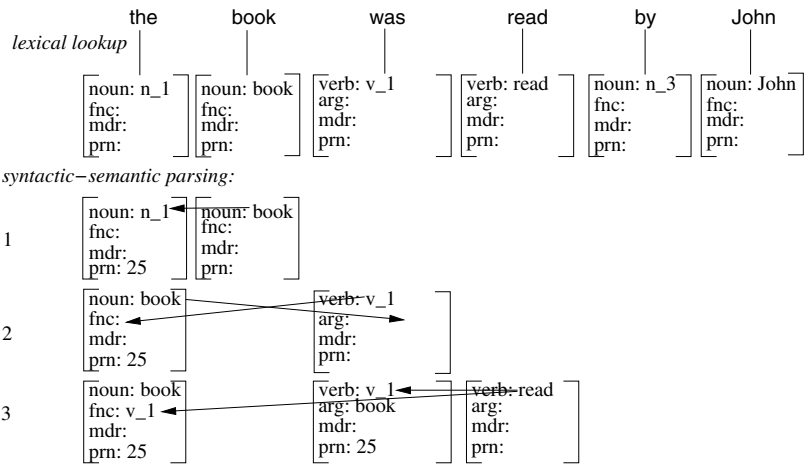 the book was read by John
lexical lookup
noun: n_1 noun: book verb: v_1 verb: read noun: n_3 noun: John
fnc: fnc: arg: arg: fnc: fnc:
mdr: mdr: mdr: mdr: mdr: mdr:
prn: prn: prn: prn: prn: prn:
syntactic−semantic parsing:
1
noun: n_1 noun: book
fnc: fnc:
mdr: mdr:
prn: 25 prn:
2
noun: book verb: v_1
fnc: arg:
mdr: mdr:
prn: 25 prn:
3
noun: book verb: v_1 verb: read
fnc: v_1 arg: book arg:
mdr: mdr: mdr:
prn: 25 prn: 25 prn: